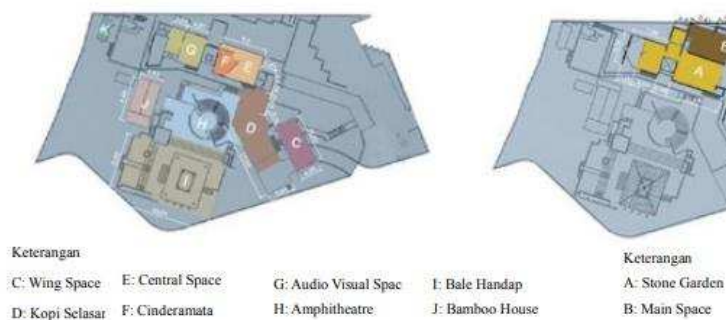 K
G
F E
J
H
D
C
I
A
Keterangan
C: Wing Space E: Central Space G: Audio Visual Spac I: Bale Handap
D: Kopi Selasar F: Cinderamata H: Amphitheatre J: Bamboo House
Keterangan
A: Stone Garden
B: Main Space